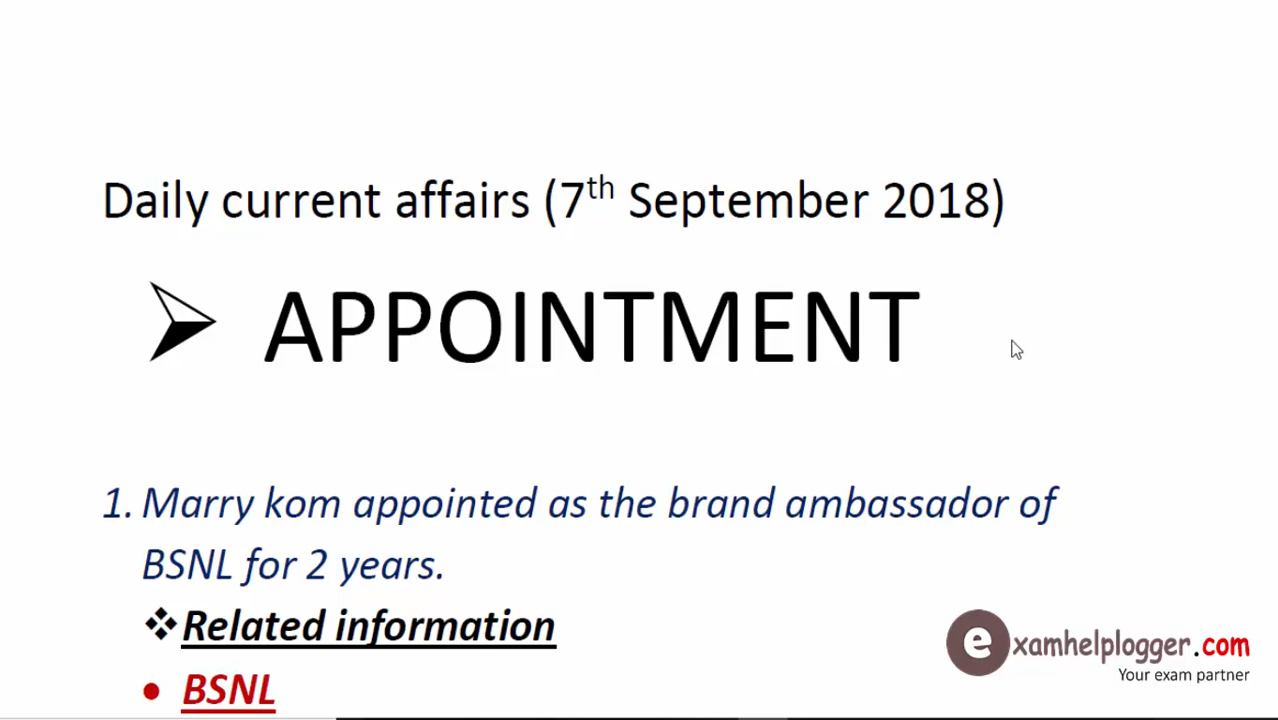 Daily current affairs (7th September 2018)
APPOINTMENT
1. Marry kom appointed as the brand ambassador of
BSNL for 2 years.
Related information
BSNL
examhelplogger.com
Your exam partner